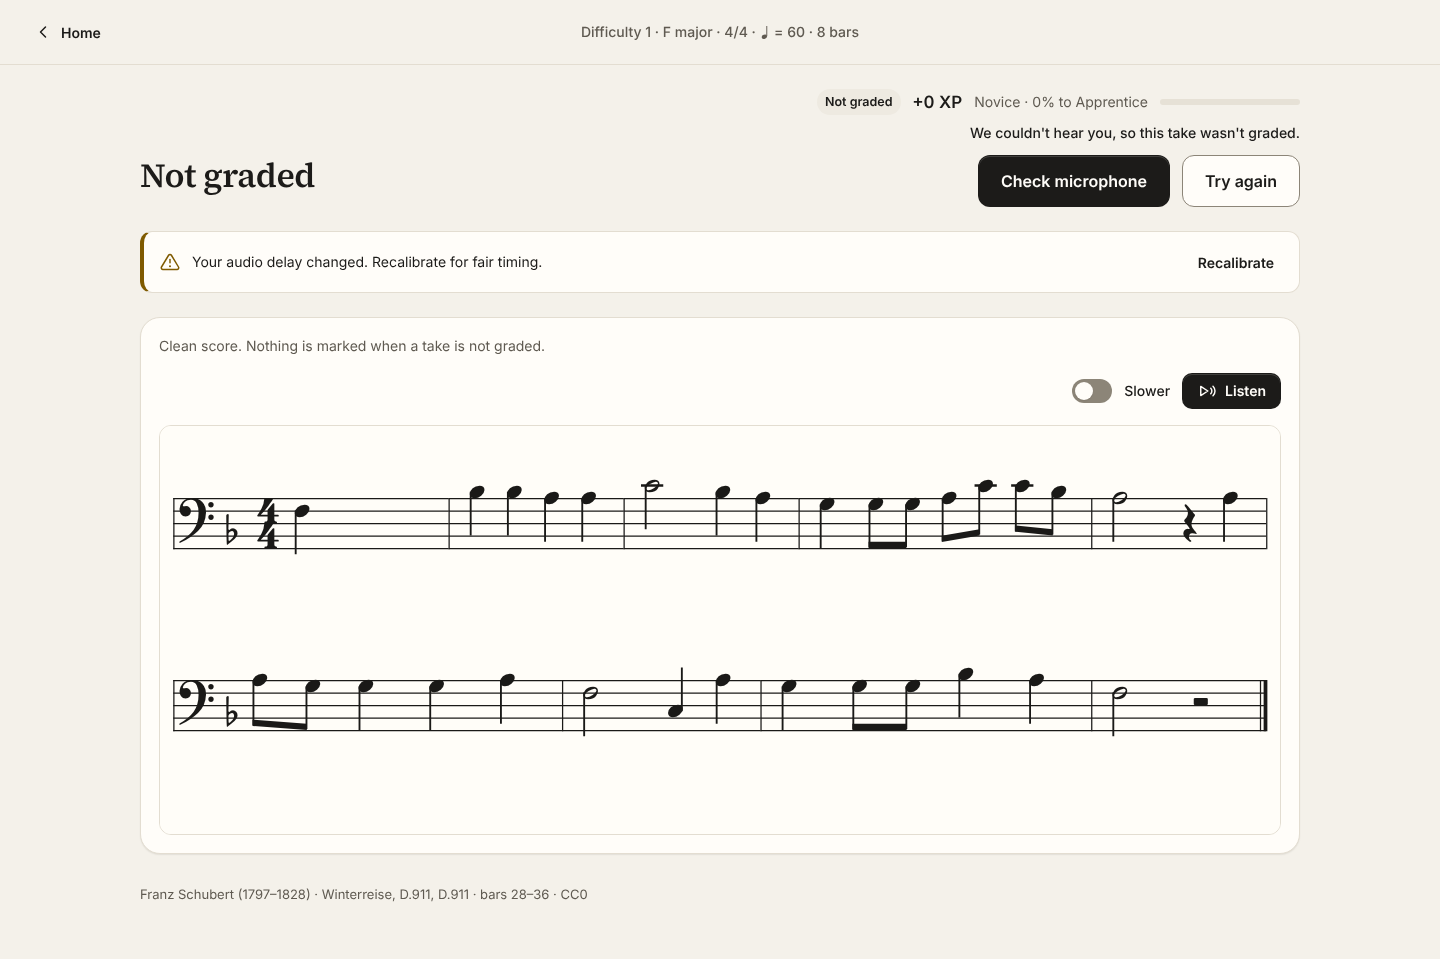 Home
Difficulty 1 · F major · 4/4 · ♩ = 60 · 8 bars
Not graded +0 XP Novice · 0% to Apprentice
We couldn't hear you, so this take wasn't graded.
Not graded
Check microphone
Try again
Your audio delay changed. Recalibrate for fair timing.
Recalibrate
Clean score. Nothing is marked when a take is not graded.
Slower
Listen
4
4
Franz Schubert (1797–1828) · Winterreise, D.911, D.911 · bars 28–36 · CC0